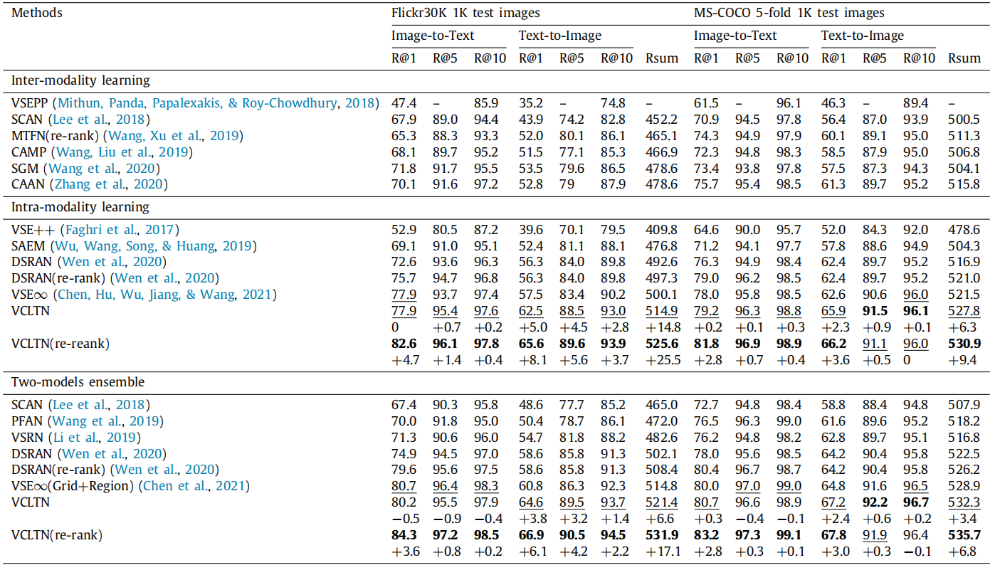 Methods Flickr30K 1K test images MS-COCO 5-fold 1K test images
Image-to-Text Text-to-Image Image-to-Text Text-to-Image
R@1 R@5 R@10 R@1 R@5 R@10 Rsum R@1 R@5 R@10 R@1 R@5 R@10 Rsum
Inter-modality learning
VSEPP (Mithun, Panda, Papalexakis, & Roy-Chowdhury, 2018) 47.4 – 85.9 35.2 – 74.8 – 61.5 – 96.1 46.3 – 89.4 –
SCAN (Lee et al., 2018) 67.9 89.0 94.4 43.9 74.2 82.8 452.2 70.9 94.5 97.8 56.4 87.0 93.9 500.5
MTFN(re-rank) (Wang, Xu et al., 2019) 65.3 88.3 93.3 52.0 80.1 86.1 465.1 74.3 94.9 97.9 60.1 89.1 95.0 511.3
CAMP (Wang, Liu et al., 2019) 68.1 89.7 95.2 51.5 77.1 85.3 466.9 72.3 94.8 98.3 58.5 87.9 95.0 506.8
SGM (Wang et al., 2020) 71.8 91.7 95.5 53.5 79.6 86.5 478.6 73.4 93.8 97.8 57.5 87.3 94.3 504.1
CAAN (Zhang et al., 2020) 70.1 91.6 97.2 52.8 79 87.9 478.6 75.7 95.4 98.5 61.3 89.7 95.2 515.8
Intra-modality learning
VSE++ (Faghri et al., 2017) 52.9 80.5 87.2 39.6 70.1 79.5 409.8 64.6 90.0 95.7 52.0 84.3 92.0 478.6
SAEM (Wu, Wang, Song, & Huang, 2019) 69.1 91.0 95.1 52.4 81.1 88.1 476.8 71.2 94.1 97.7 57.8 88.6 94.9 504.3
DSRAN (Wen et al., 2020) 72.6 93.6 96.3 56.3 84.0 89.8 492.6 76.3 94.9 98.4 62.4 89.7 95.2 516.9
DSRAN(re-rank) (Wen et al., 2020) 75.7 94.7 96.8 56.3 84.0 89.8 497.3 79.0 96.2 98.5 62.4 89.7 95.2 521.0
VSE∞ (Chen, Hu, Wu, Jiang, & Wang, 2021) 77.9 93.7 97.4 57.5 83.4 90.2 500.1 78.0 95.8 98.5 62.6 90.6 96.0 521.5
VCLTN 77.9 95.4 97.6 62.5 88.5 93.0 514.9 79.2 96.3 98.8 65.9 91.5 96.1 527.8
0 +0.7 +0.2 +5.0 +4.5 +2.8 +14.8 +0.2 +0.1 +0.3 +2.3 +0.9 +0.1 +6.3
VCLTN(re-reank) 82.6 96.1 97.8 65.6 89.6 93.9 525.6 81.8 96.9 98.9 66.2 91.1 96.0 530.9
+4.7 +1.4 +0.4 +8.1 +5.6 +3.7 +25.5 +2.8 +0.7 +0.4 +3.6 +0.5 0 +9.4
Two-models ensemble
SCAN (Lee et al., 2018) 67.4 90.3 95.8 48.6 77.7 85.2 465.0 72.7 94.8 98.4 58.8 88.4 94.8 507.9
PFAN (Wang et al., 2019) 70.0 91.8 95.0 50.4 78.7 86.1 472.0 76.5 96.3 99.0 61.6 89.6 95.2 518.2
VSRN (Li et al., 2019) 71.3 90.6 96.0 54.7 81.8 88.2 482.6 76.2 94.8 98.2 62.8 89.7 95.1 516.8
DSRAN (Wen et al., 2020) 74.9 94.5 97.0 58.6 85.8 91.3 502.1 78.0 95.6 98.5 64.2 90.4 95.8 522.5
DSRAN(re-rank) (Wen et al., 2020) 79.6 95.6 97.5 58.6 85.8 91.3 508.4 80.4 96.7 98.7 64.2 90.4 95.8 526.2
VSE∞(Grid+Region) (Chen et al., 2021) 80.7 96.4 98.3 60.8 86.3 92.3 514.8 80.0 97.0 99.0 64.8 91.6 96.5 528.9
VCLTN 80.2 95.5 97.9 64.6 89.5 93.7 521.4 80.7 96.6 98.9 67.2 92.2 96.7 532.3
−0.5 −0.9 −0.4 +3.8 +3.2 +1.4 +6.6 +0.3 −0.4 −0.1 +2.4 +0.6 +0.2 +3.4
VCLTN(re-rank) 84.3 97.2 98.5 66.9 90.5 94.5 531.9 83.2 97.3 99.1 67.8 91.9 96.4 535.7
+3.6 +0.8 +0.2 +6.1 +4.2 +2.2 +17.1 +2.8 +0.3 +0.1 +3.0 +0.3 −0.1 +6.8